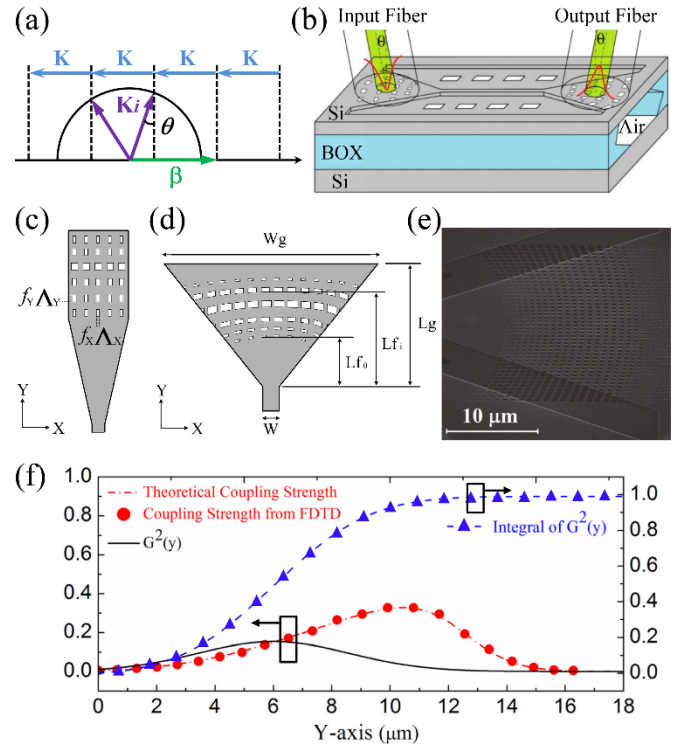 (a)
K K K K
Ki
θ
β
(b)
Input Fiber
Output Fiber
θ
θ
Si
BOX
Si
Air
(c)
fYΛY
fXΛX
Y
X
(d)
Wg
Lf0
Lfi
Lg
W
Y
X
(e)
10 μm
(f)
1.0
0.8
0.6
0.4
0.2
0.0
Theoretical Coupling Strength
Coupling Strength from FDTD
G2(y)
Integral of G2(y)
1.0
0.8
0.6
0.4
0.2
0.0
0 2 4 6 8 10 12 14 16 18
Y-axis (μm)